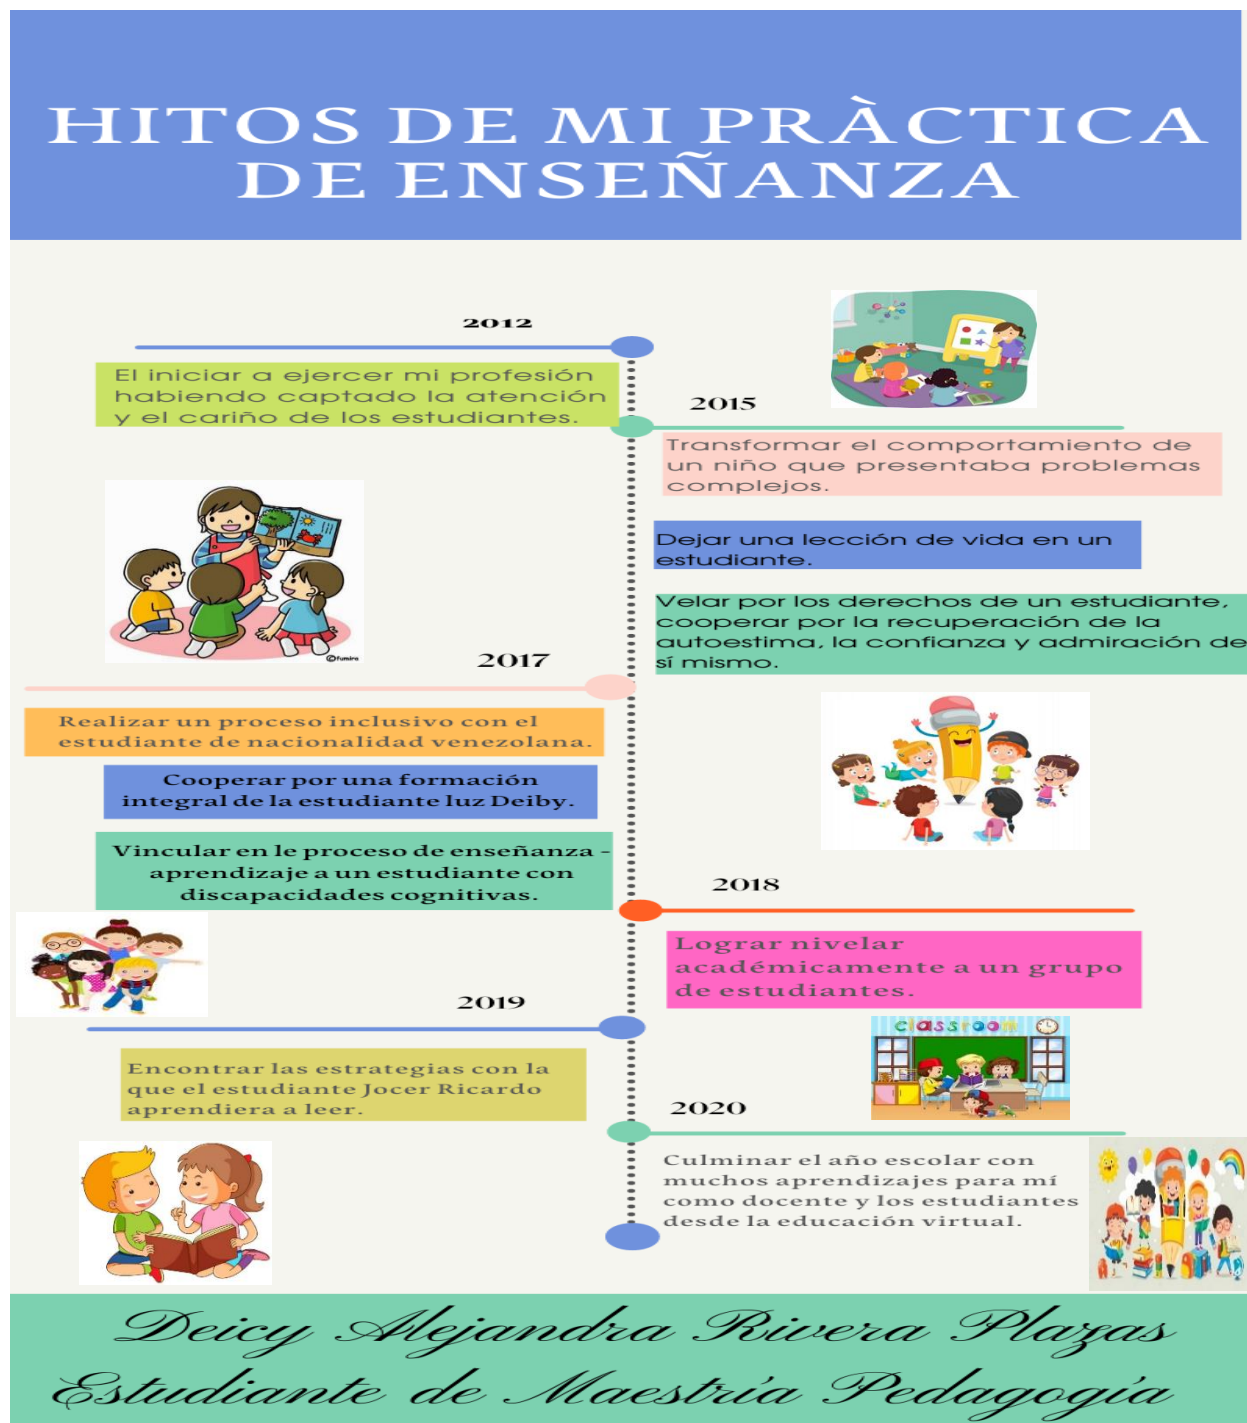 HITOS DE MI PRÀCTICA
DE ENSEÑANZA
2012
El iniciar a ejercer mi profesión
habiendo captado la atención
y el cariño de los estudiantes.
2015
Transformar el comportamiento de
un niño que presentaba problemas
complejos.
Dejar una lección de vida en un
estudiante.
Velar por los derechos de un estudiante,
cooperar por la recuperación de la
autoestima, la confianza y admiración de
sí mismo.
©fumira
2017
Realizar un proceso inclusivo con el
estudiante de nacionalidad venezolana.
Cooperar por una formación
integral de la estudiante luz Deiby.
Vincular en le proceso de enseñanza -
aprendizaje a un estudiante con
discapacidades cognitivas.
2018
Lograr nivelar
académicamente a un grupo
de estudiantes.
classroom
2019
Encontrar las estrategias con la
que el estudiante Jocer Ricardo
aprendiera a leer.
2020
Culminar el año escolar con
muchos aprendizajes para mí
como docente y los estudiantes
desde la educación virtual.
Deicy Alejandra Rivera Plazas
Estudiante de Maestría Pedagogía